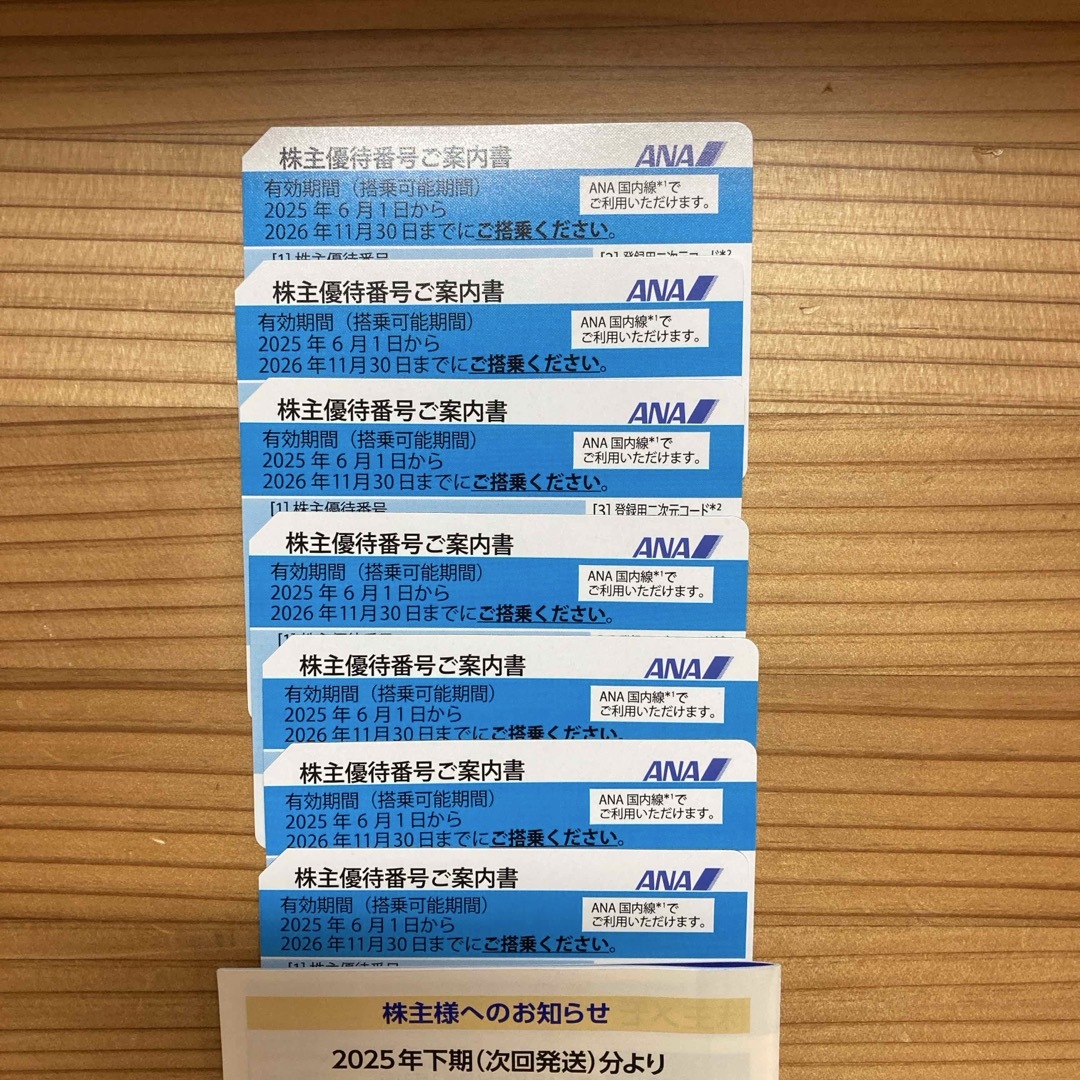 株主優待番号ご案内書 ANA
有効期間（搭乗可能期間）
2025年6月1日から
2026年11月30日までにご搭乗ください。
ANA国内線*1で
ご利用いただけます。
[1] 株主優待番号 [3] 登録用二次元コード*2
株主優待番号ご案内書 ANA
有効期間（搭乗可能期間）
2025年6月1日から
2026年11月30日までにご搭乗ください。
ANA国内線*1で
ご利用いただけます。
株主優待番号ご案内書 ANA
有効期間（搭乗可能期間）
2025年6月1日から
2026年11月30日までにご搭乗ください。
ANA国内線*1で
ご利用いただけます。
[1] 株主優待番号 [3] 登録用二次元コード*2
株主優待番号ご案内書 ANA
有効期間（搭乗可能期間）
2025年6月1日から
2026年11月30日までにご搭乗ください。
ANA国内線*1で
ご利用いただけます。
株主優待番号ご案内書 ANA
有効期間（搭乗可能期間）
2025年6月1日から
2026年11月30日までにご搭乗ください。
ANA国内線*1で
ご利用いただけます。
株主優待番号ご案内書 ANA
有効期間（搭乗可能期間）
2025年6月1日から
2026年11月30日までにご搭乗ください。
ANA国内線*1で
ご利用いただけます。
株主優待番号ご案内書 ANA
有効期間（搭乗可能期間）
2025年6月1日から
2026年11月30日までにご搭乗ください。
ANA国内線*1で
ご利用いただけます。
[1] 株主優待番号
株主様へのお知らせ
2025年下期（次回発送）分より